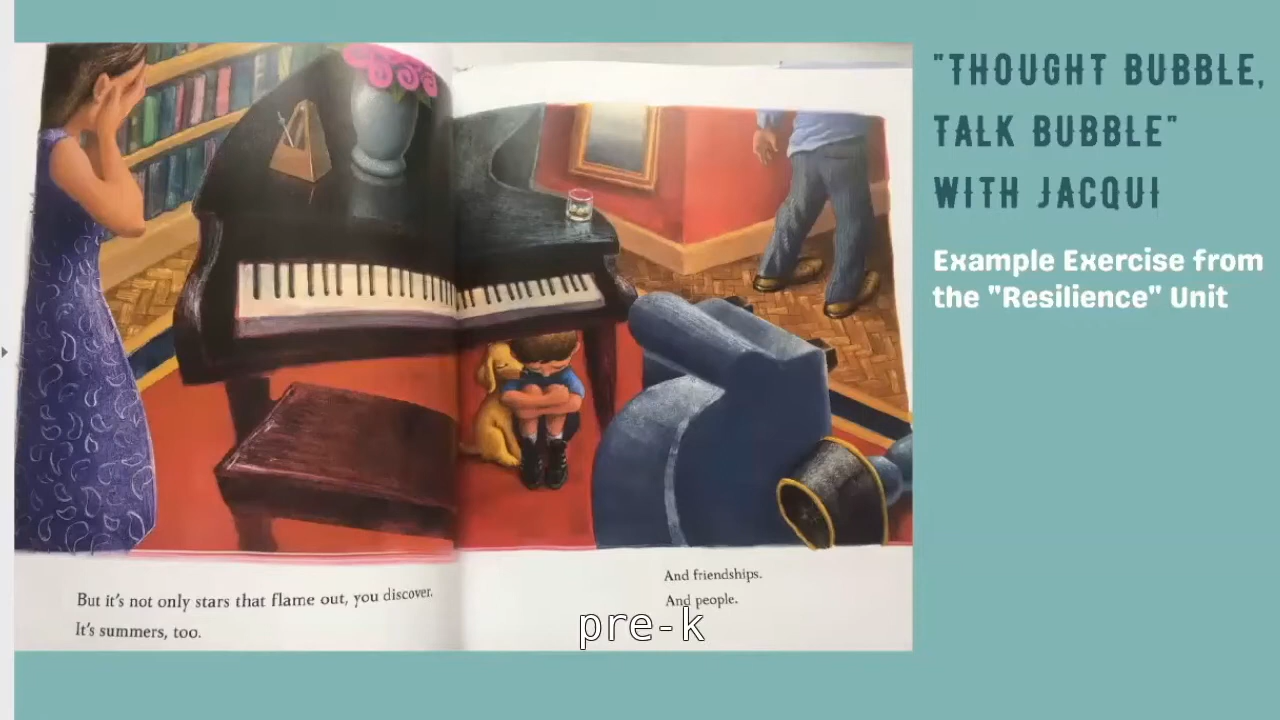 "THOUGHT BUBBLE,
TALK BUBBLE"
WITH JACQUI
Example Exercise from
the "Resilience" Unit
But it's not only stars that flame out, you discover.
It's summers, too.
And friendships.
And people.
pre-k